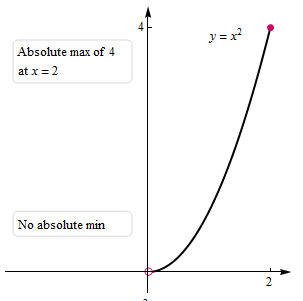 4
y = x²
Absolute max of 4
at x = 2
No absolute min
2